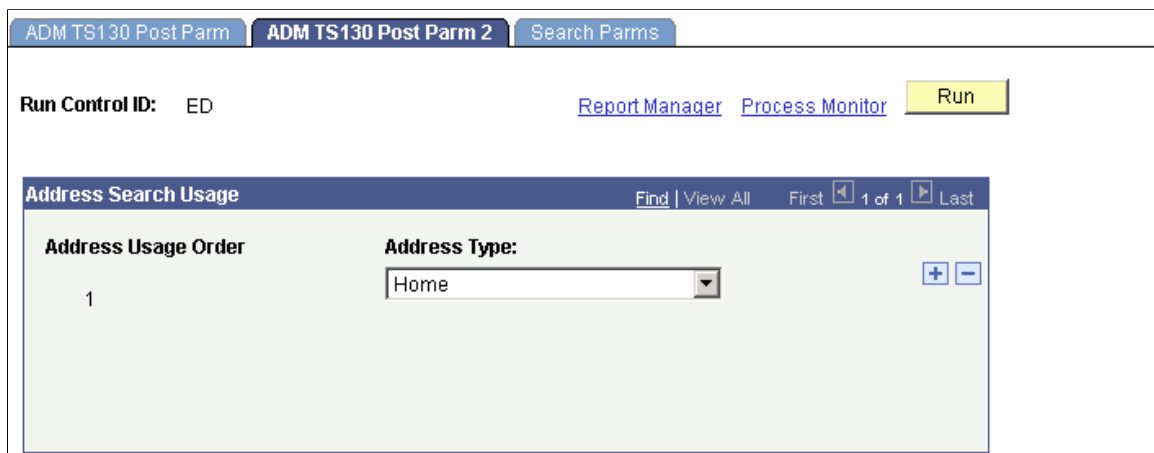 ADM TS130 Post Parm ADM TS130 Post Parm 2 Search Parms
Run Control ID: ED Report Manager Process Monitor Run
Address Search Usage Find | View All First 1 of 1 Last
Address Usage Order Address Type:
1 Home